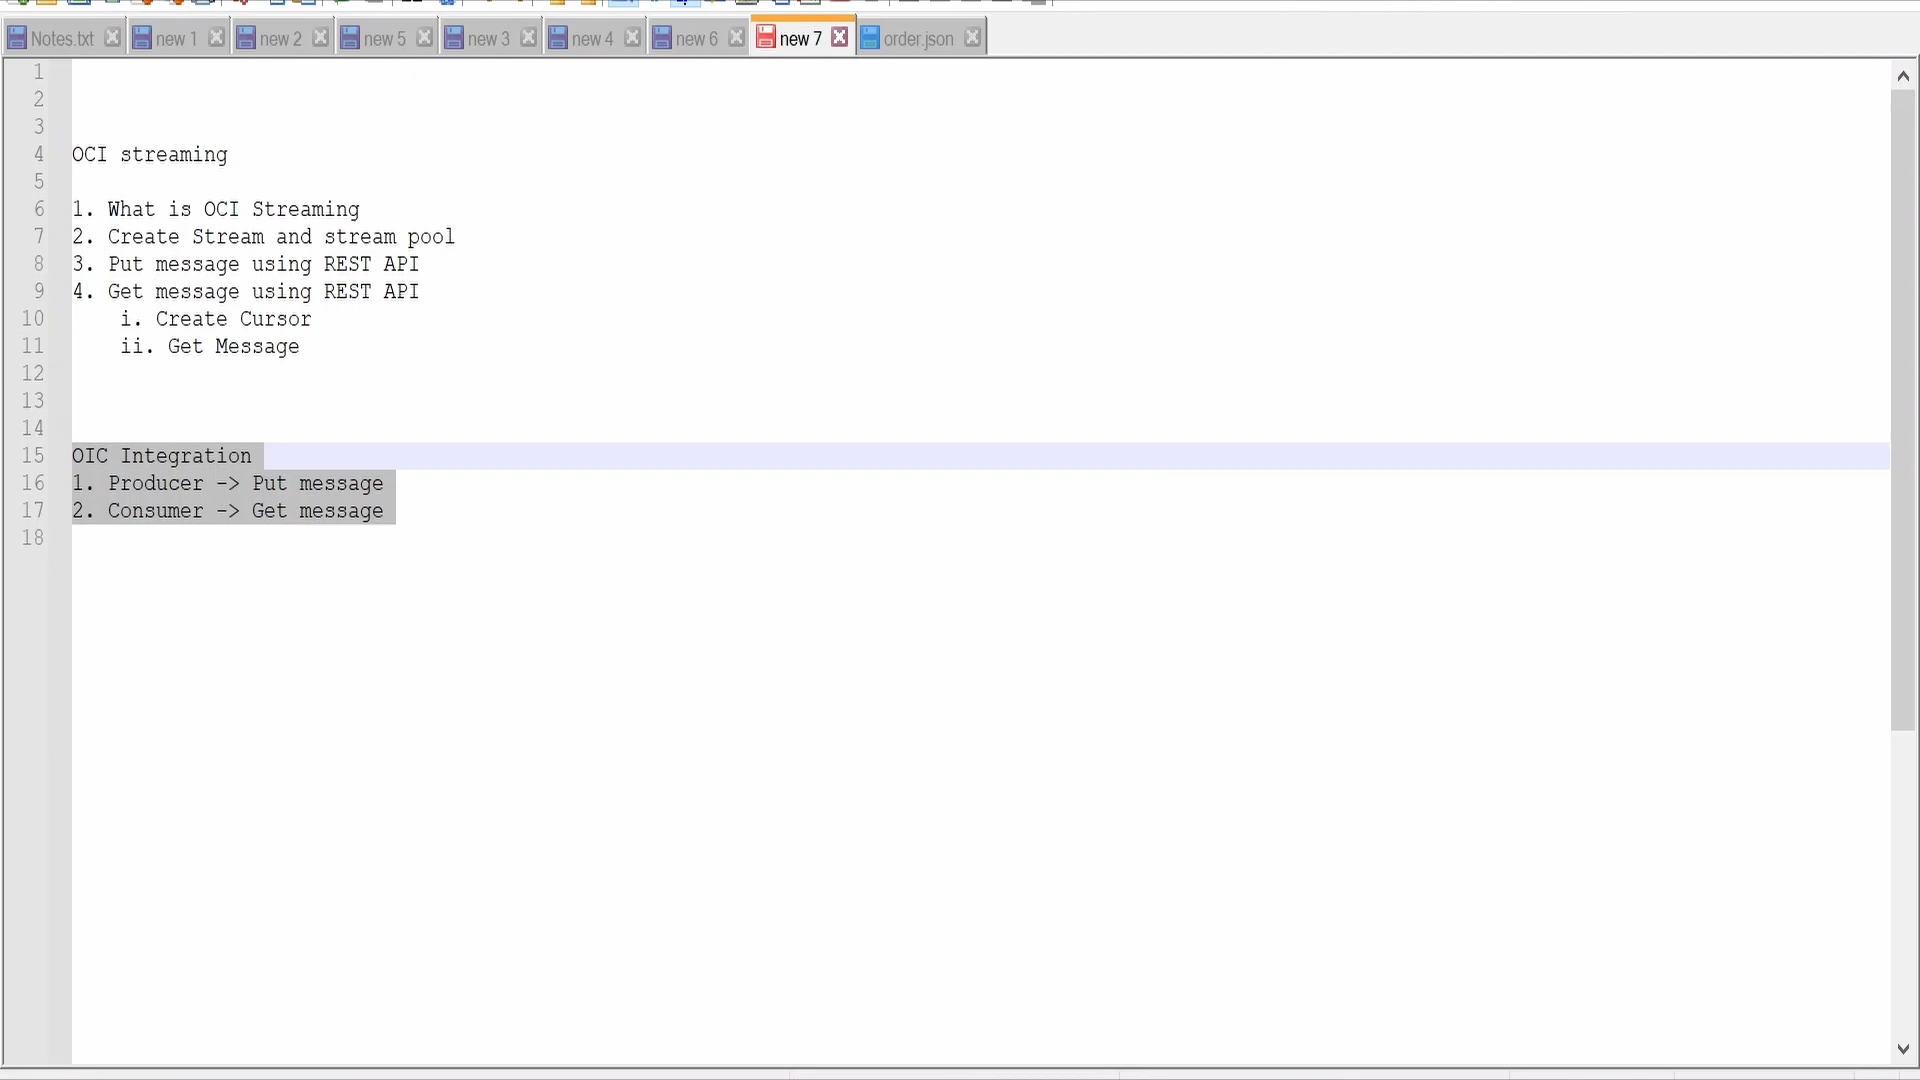 Notes.txt new 1 new 2 new 5 new 3 new 4 new 6 new 7 order.json
1
2
3
4 OCI streaming
5
6 1. What is OCI Streaming
7 2. Create Stream and stream pool
8 3. Put message using REST API
9 4. Get message using REST API
10 i. Create Cursor
11 ii. Get Message
12
13
14
15 OIC Integration
16 1. Producer -> Put message
17 2. Consumer -> Get message
18